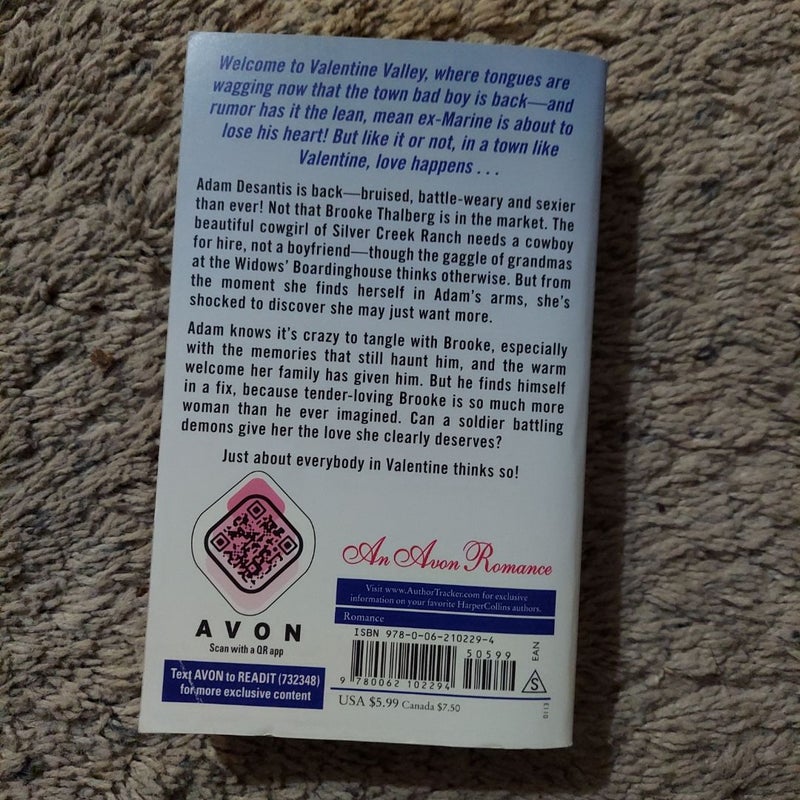 Welcome to Valentine Valley, where tongues are
wagging now that the town bad boy is back—and
rumor has it the lean, mean ex-Marine is about to
lose his heart! But like it or not, in a town like
Valentine, love happens . . .
Adam Desantis is back—bruised, battle-weary and sexier
than ever! Not that Brooke Thalberg is in the market. The
beautiful cowgirl of Silver Creek Ranch needs a cowboy
for hire, not a boyfriend—though the gaggle of grandmas
at the Widows' Boardinghouse thinks otherwise. But from
the moment she finds herself in Adam's arms, she's
shocked to discover she may just want more.
Adam knows it's crazy to tangle with Brooke, especially
with the memories that still haunt him, and the warm
welcome her family has given him. But he finds himself
in a fix, because tender-loving Brooke is so much more
woman than he ever imagined. Can a soldier battling
demons give her the love she clearly deserves?
Just about everybody in Valentine thinks so!
AVON
Scan with a QR app
Text AVON to READIT (732348)
for more exclusive content
An Avon Romance
Visit www.AuthorTracker.com for exclusive
information on your favorite HarperCollins authors.
Romance
ISBN 978-0-06-210229-4
50599
9 780062 102294
EAN
S
USA $5.99 Canada $7.50
0113